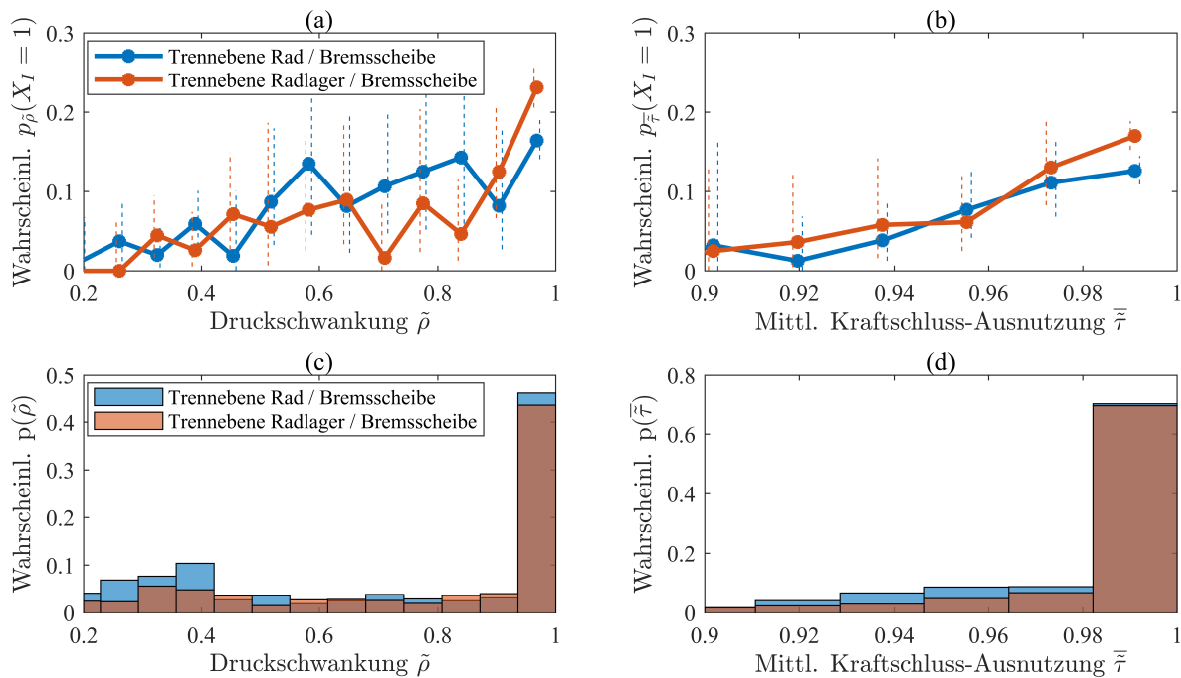 (a)
Wahrscheinl. p_ρ̃(X_I = 1)
0.3
0.2
0.1
0
Trennebene Rad / Bremsscheibe
Trennebene Radlager / Bremsscheibe
0.2 0.4 0.6 0.8 1
Druckschwankung ρ̃
(b)
Wahrscheinl. p_τ̃̅(X_I = 1)
0.3
0.2
0.1
0
0.9 0.92 0.94 0.96 0.98 1
Mittl. Kraftschluss-Ausnutzung τ̃̅
(c)
Wahrscheinl. p(ρ̃)
0.5
0.4
0.3
0.2
0.1
0
Trennebene Rad / Bremsscheibe
Trennebene Radlager / Bremsscheibe
0.2 0.4 0.6 0.8 1
Druckschwankung ρ̃
(d)
Wahrscheinl. p(τ̃̅)
0.8
0.6
0.4
0.2
0
0.9 0.92 0.94 0.96 0.98 1
Mittl. Kraftschluss-Ausnutzung τ̃̅